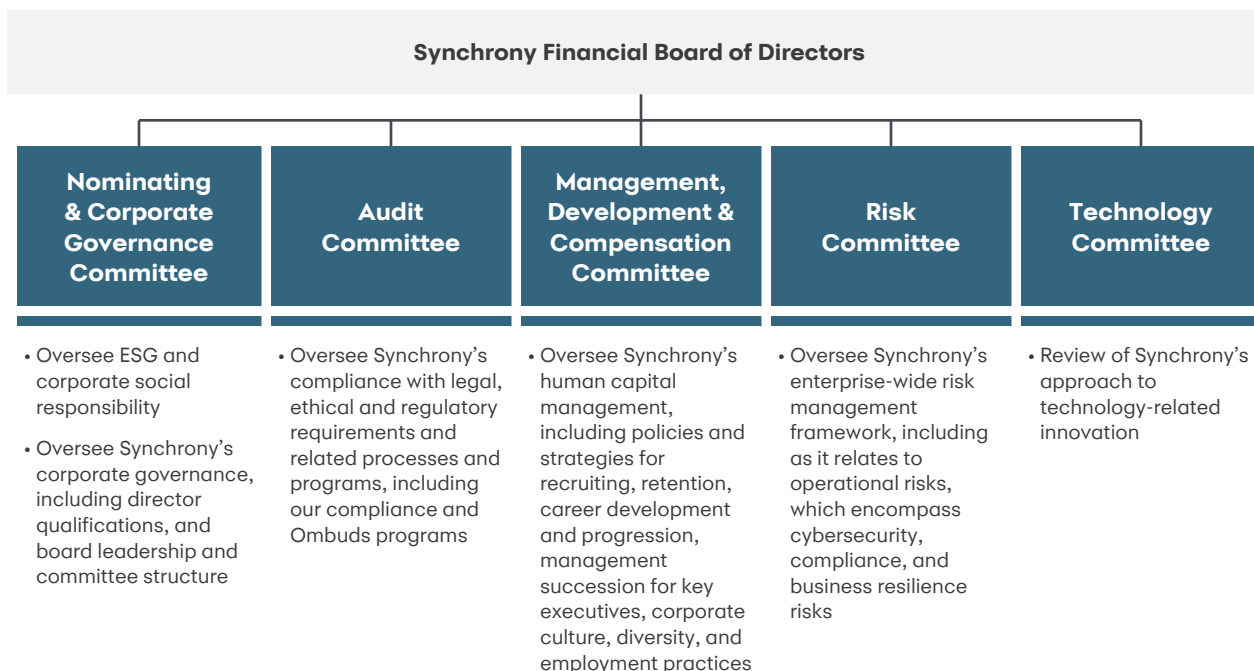 Synchrony Financial Board of Directors
Nominating
& Corporate
Governance
Committee
Audit
Committee
Management,
Development &
Compensation
Committee
Risk
Committee
Technology
Committee
• Oversee ESG and
corporate social
responsibility
• Oversee Synchrony’s
corporate governance,
including director
qualifications, and
board leadership and
committee structure
• Oversee Synchrony’s
compliance with legal,
ethical and regulatory
requirements and
related processes and
programs, including
our compliance and
Ombuds programs
• Oversee Synchrony’s
human capital
management,
including policies and
strategies for
recruiting, retention,
career development
and progression,
management
succession for key
executives, corporate
culture, diversity, and
employment practices
• Oversee Synchrony’s
enterprise-wide risk
management
framework, including
as it relates to
operational risks,
which encompass
cybersecurity,
compliance, and
business resilience
risks
• Review of Synchrony’s
approach to
technology-related
innovation